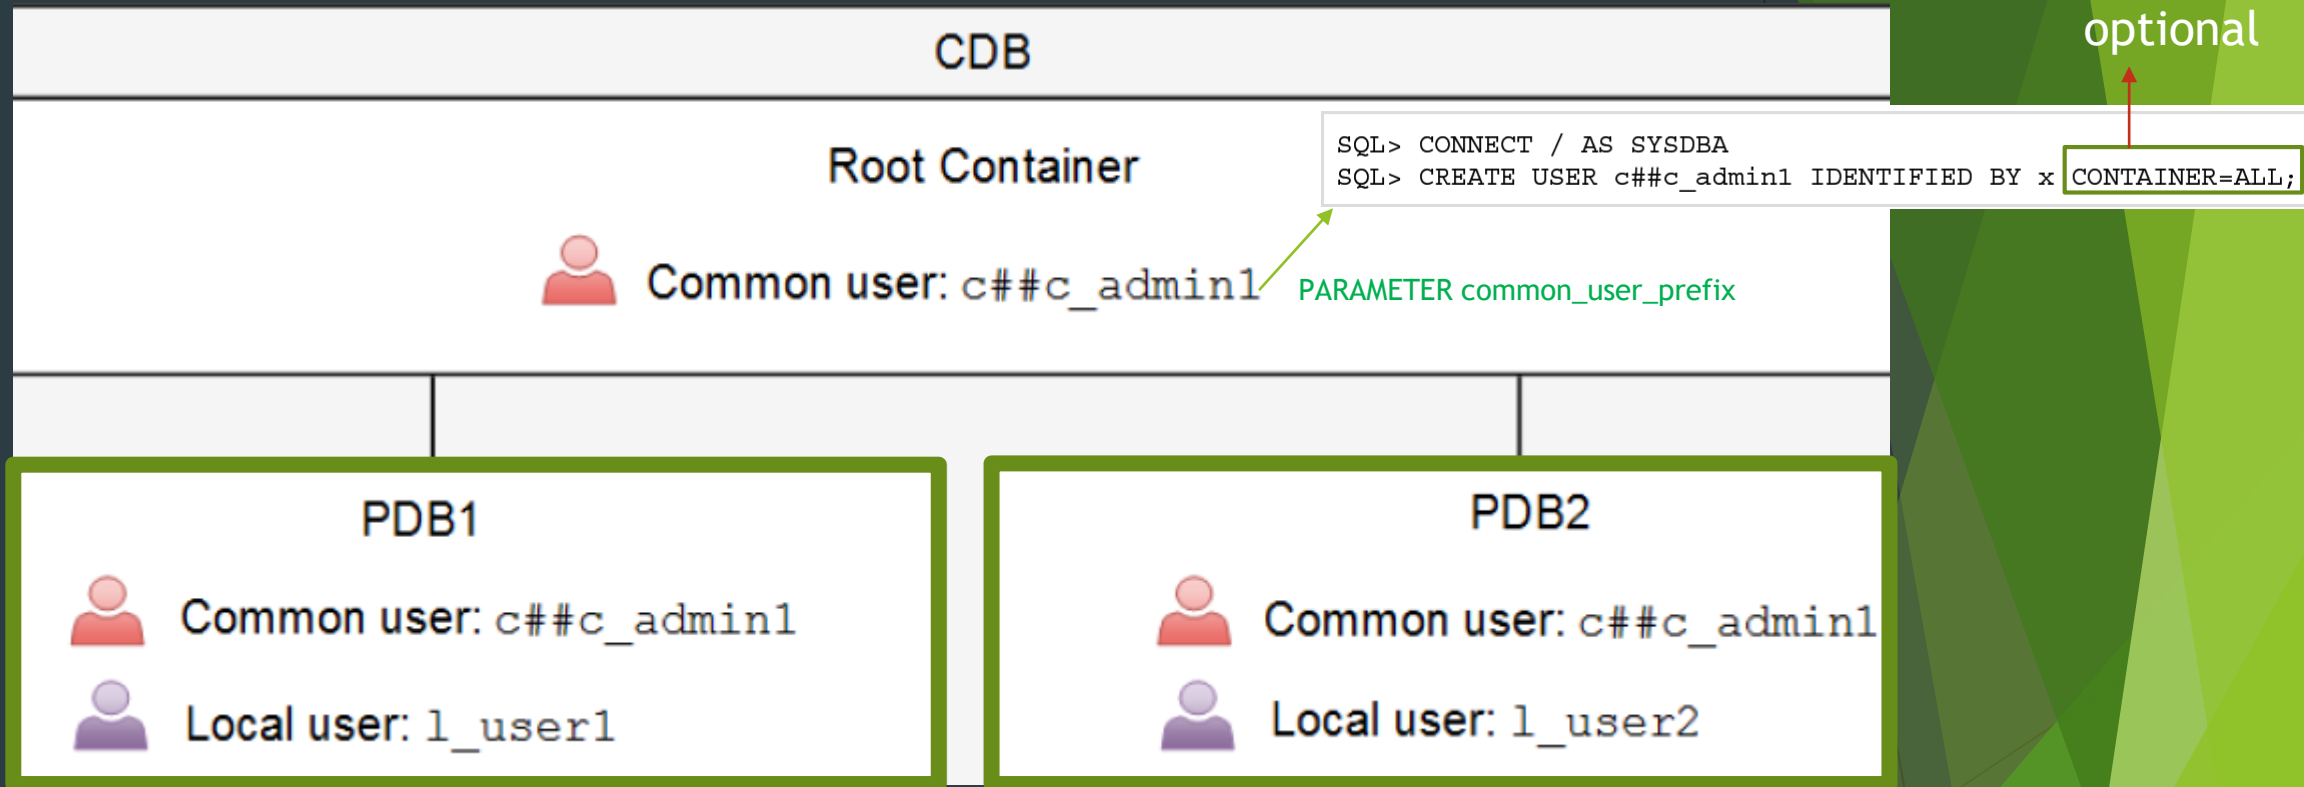 CDB
optional
Root Container
SQL> CONNECT / AS SYSDBA
SQL> CREATE USER c##c_admin1 IDENTIFIED BY x CONTAINER=ALL;
Common user: c##c_admin1
PARAMETER common_user_prefix
PDB1
Common user: c##c_admin1
Local user: l_user1
PDB2
Common user: c##c_admin1
Local user: l_user2